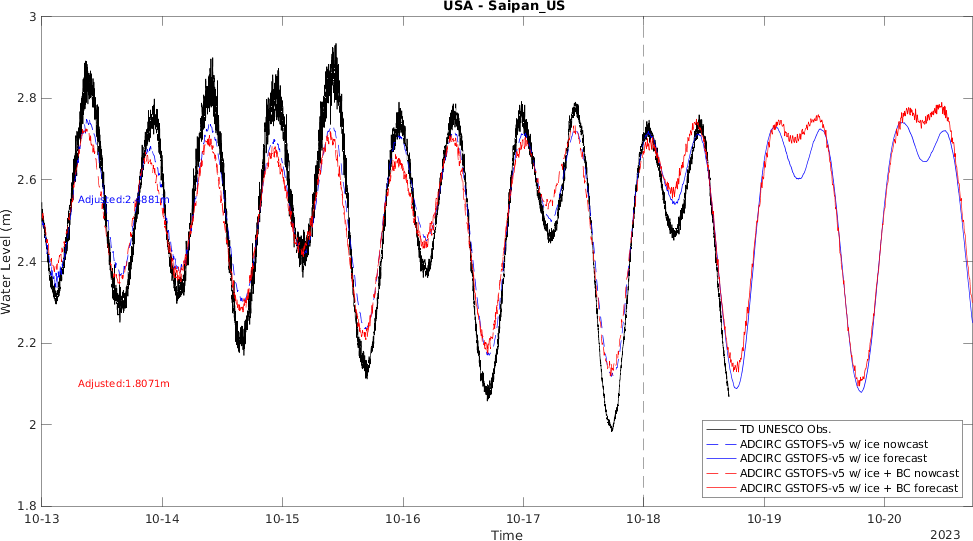 USA - Saipan_US
3
2.8
2.6
2.4
2.2
2
1.8
Water Level (m)
Adjusted:2.4881m
Adjusted:1.8071m
TD UNESCO Obs.
ADCIRC GSTOFS-v5 w/ ice nowcast
ADCIRC GSTOFS-v5 w/ ice forecast
ADCIRC GSTOFS-v5 w/ ice + BC nowcast
ADCIRC GSTOFS-v5 w/ ice + BC forecast
10-13 10-14 10-15 10-16 10-17 10-18 10-19 10-20
Time
2023